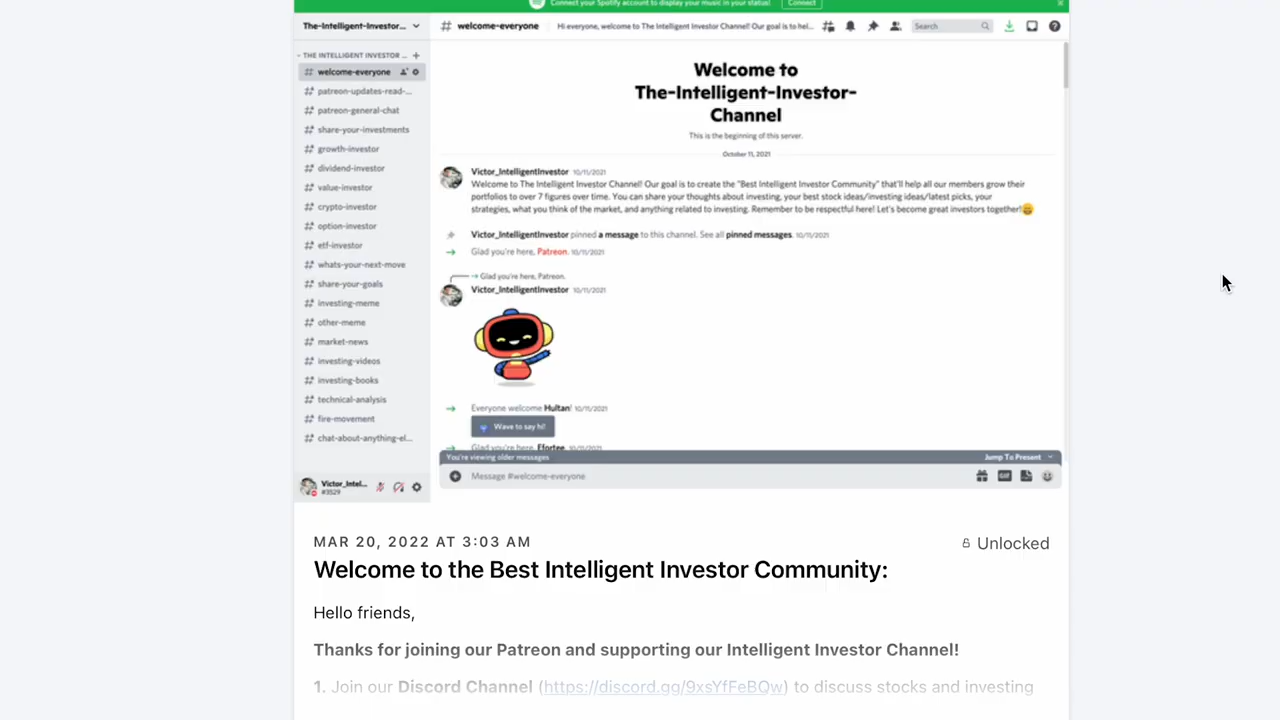 Connect your Spotify account to display your music in your status!
Connect
The-Intelligent-Investor...
# welcome-everyone
Hi everyone, welcome to The Intelligent Investor Channel! Our goal is to hel...
Search
THE INTELLIGENT INVESTOR ...
# welcome-everyone
# patreon-updates-read-...
# patreon-general-chat
# share-your-investments
# growth-investor
# dividend-investor
# value-investor
# crypto-investor
# option-investor
# etf-investor
# whats-your-next-move
# share-your-goals
# investing-meme
# other-meme
# market-news
# investing-videos
# investing-books
# technical-analysis
# fire-movement
# chat-about-anything-el...
Victor_Intel...
#3529
Welcome to
The-Intelligent-Investor-
Channel
This is the beginning of this server.
October 11, 2021
Victor_IntelligentInvestor 10/11/2021
Welcome to The Intelligent Investor Channel! Our goal is to create the "Best Intelligent Investor Community" that'll help all our members grow their
portfolios to over 7 figures over time. You can share your thoughts about investing, your best stock ideas/investing ideas/latest picks, your
strategies, what you think of the market, and anything related to investing. Remember to be respectful here! Let's become great investors together!
Victor_IntelligentInvestor pinned a message to this channel. See all pinned messages. 10/11/2021
Glad you're here, Patreon. 10/11/2021
Glad you're here, Patreon.
Victor_IntelligentInvestor 10/11/2021
Everyone welcome Hultan! 10/11/2021
Wave to say hi!
Glad you're here, Efortee. 10/11/2021
You're viewing older messages
Jump To Present
Message #welcome-everyone
GIF
MAR 20, 2022 AT 3:03 AM
Unlocked
Welcome to the Best Intelligent Investor Community:
Hello friends,
Thanks for joining our Patreon and supporting our Intelligent Investor Channel!
1. Join our Discord Channel (https://discord.gg/9xsYfFeBQw) to discuss stocks and investing